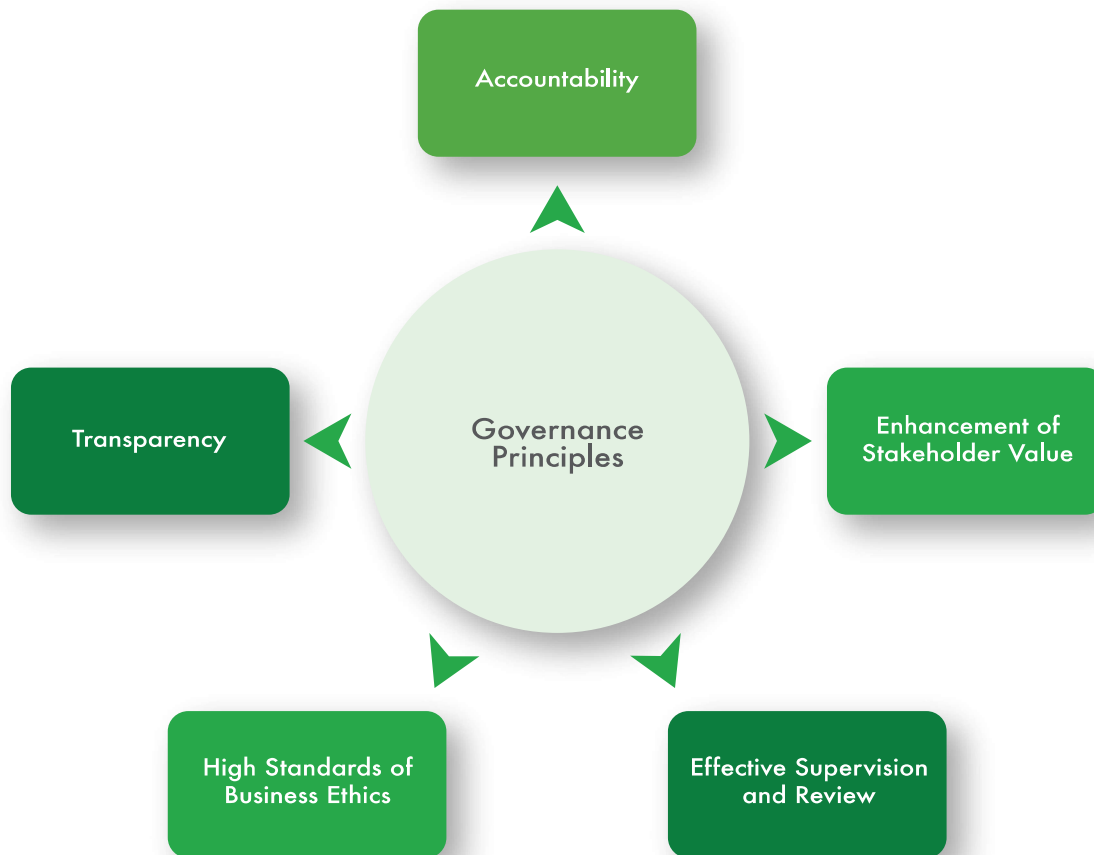 Accountability
Transparency
Governance
Principles
Enhancement of
Stakeholder Value
High Standards of
Business Ethics
Effective Supervision
and Review